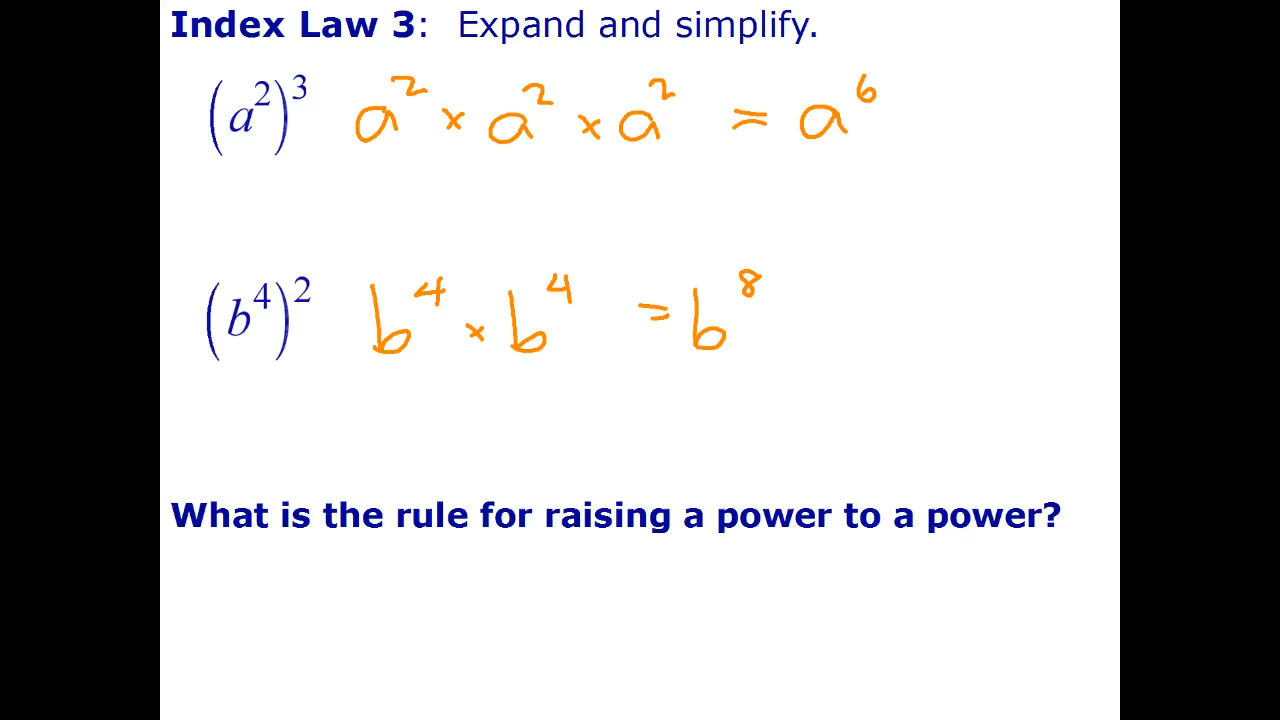 Index Law 3: Expand and simplify.
(a²)³ a² × a² × a² = a⁶
(b⁴)² b⁴ × b⁴ = b⁸
What is the rule for raising a power to a power?